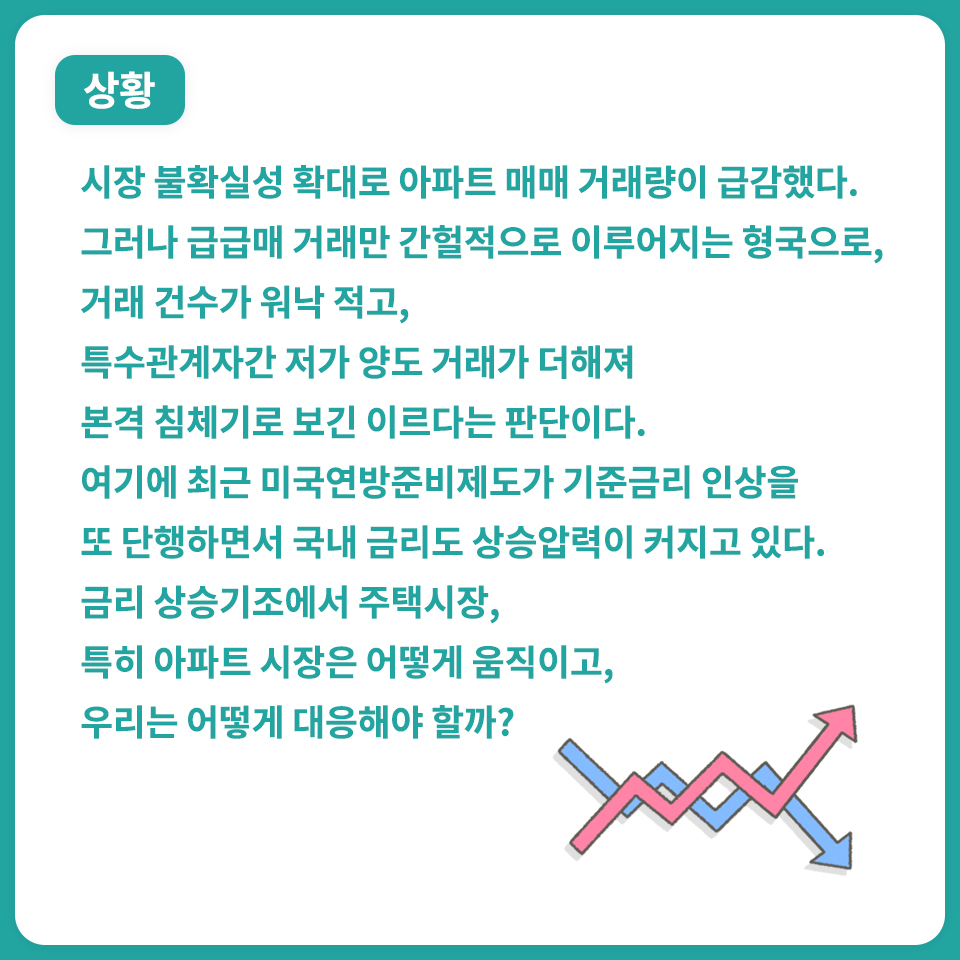 상황
시장 불확실성 확대로 아파트 매매 거래량이 급감했다.
그러나 급급매 거래만 간헐적으로 이루어지는 형국으로,
거래 건수가 워낙 적고,
특수관계자간 저가 양도 거래가 더해져
본격 침체기로 보긴 이르다는 판단이다.
여기에 최근 미국연방준비제도가 기준금리 인상을
또 단행하면서 국내 금리도 상승압력이 커지고 있다.
금리 상승기조에서 주택시장,
특히 아파트 시장은 어떻게 움직이고,
우리는 어떻게 대응해야 할까?